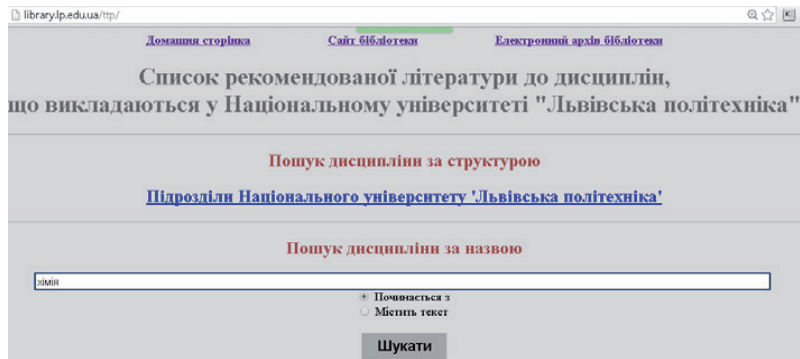 library.lp.edu.ua/ttp/
Домашня сторінка Сайт бібліотеки Електронний архів бібліотеки
Список рекомендованої літератури до дисциплін,
що викладаються у Національному університеті "Львівська політехніка"
Пошук дисципліни за структурою
Підрозділи Національного університету 'Львівська політехніка'
Пошук дисципліни за назвою
хімія
Починається з
Містить текст
Шукати